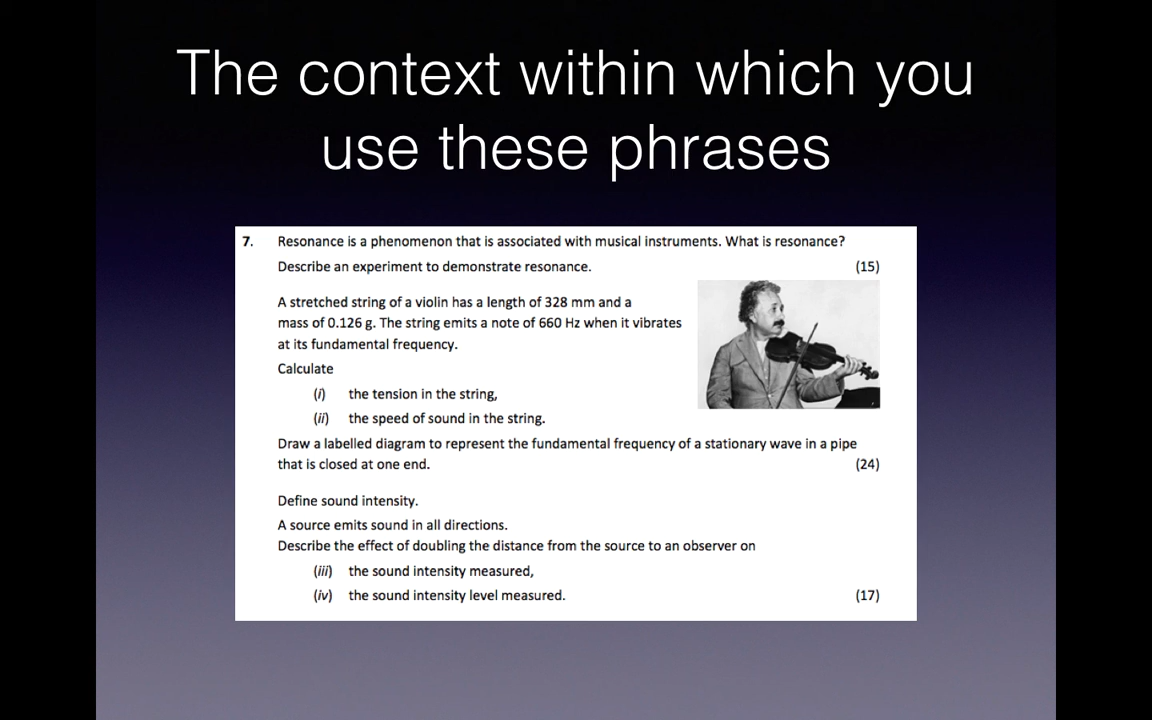 The context within which you
use these phrases
7. Resonance is a phenomenon that is associated with musical instruments. What is resonance?
Describe an experiment to demonstrate resonance. (15)
A stretched string of a violin has a length of 328 mm and a
mass of 0.126 g. The string emits a note of 660 Hz when it vibrates
at its fundamental frequency.
Calculate
(i) the tension in the string,
(ii) the speed of sound in the string.
Draw a labelled diagram to represent the fundamental frequency of a stationary wave in a pipe
that is closed at one end. (24)
Define sound intensity.
A source emits sound in all directions.
Describe the effect of doubling the distance from the source to an observer on
(iii) the sound intensity measured,
(iv) the sound intensity level measured. (17)